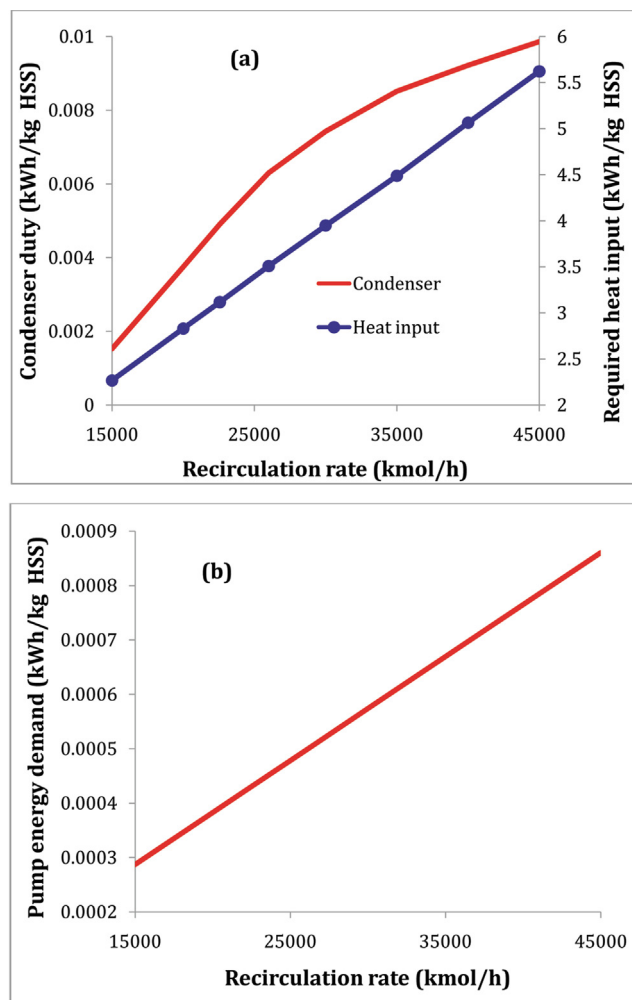 (a)
Condenser duty (kWh/kg HSS)
0.01
0.008
0.006
0.004
0.002
0
Required heat input (kWh/kg HSS)
6
5.5
5
4.5
4
3.5
3
2.5
2
Condenser
Heat input
15000 25000 35000 45000
Recirculation rate (kmol/h)
(b)
Pump energy demand (kWh/kg HSS)
0.0009
0.0008
0.0007
0.0006
0.0005
0.0004
0.0003
0.0002
15000 25000 35000 45000
Recirculation rate (kmol/h)